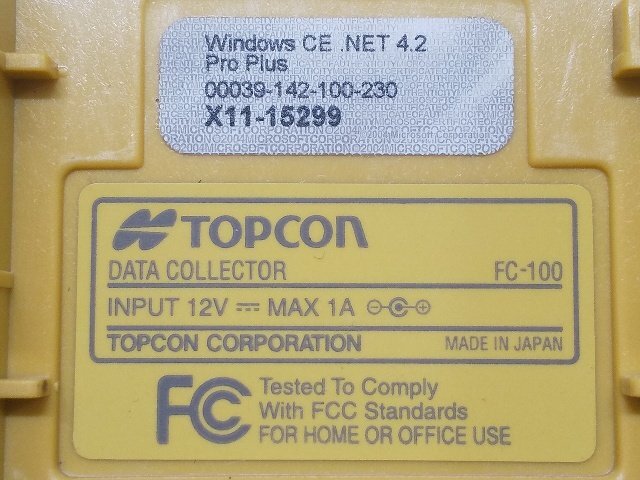 Windows CE .NET 4.2
Pro Plus
00039-142-100-230
X11-15299
TOPCON
DATA COLLECTOR FC-100
INPUT 12V MAX 1A
TOPCON CORPORATION MADE IN JAPAN
FC Tested To Comply
With FCC Standards
FOR HOME OR OFFICE USE